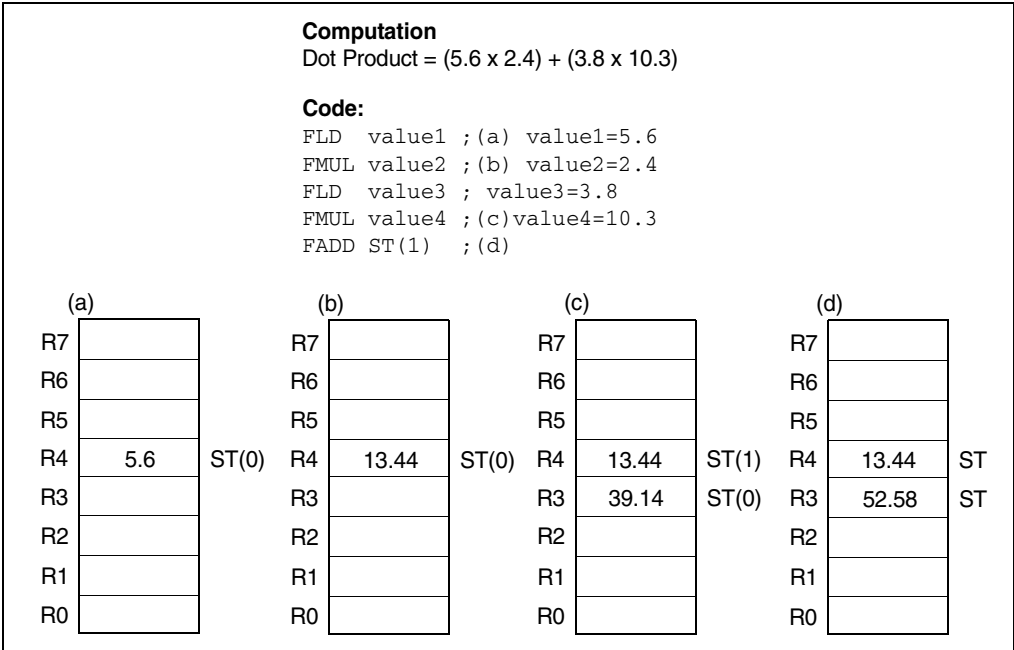 Computation
Dot Product = (5.6 x 2.4) + (3.8 x 10.3)
Code:
FLD  value1 ;(a) value1=5.6
FMUL value2 ;(b) value2=2.4
FLD  value3 ; value3=3.8
FMUL value4 ;(c)value4=10.3
FADD ST(1)  ;(d)
(a) (b) (c) (d)
R7 R7 R7 R7
R6 R6 R6 R6
R5 R5 R5 R5
R4 5.6 ST(0) R4 13.44 ST(0) R4 13.44 ST(1) R4 13.44 ST
R3 R3 R3 39.14 ST(0) R3 52.58 ST
R2 R2 R2 R2
R1 R1 R1 R1
R0 R0 R0 R0